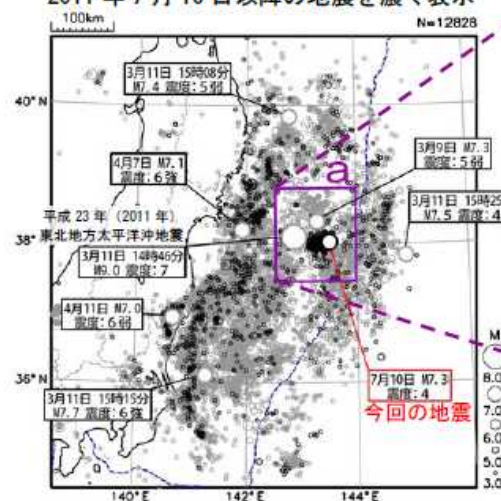 2011年7月10日以降の地震を濃く表示
100km
N=12828
40°N
38°N
36°N
3月11日 15時08分
M7.4 震度:5弱
4月7日 M7.1
震度:6強
3月9日 M7.3
震度:5弱
a
3月11日 15時25
M7.5 震度:4
平成23年(2011年)
東北地方太平洋沖地震
3月11日 14時46分
M9.0 震度:7
4月11日 M7.0
震度:6弱
3月11日 15時15分
M7.7 震度:6強
7月10日 M7.3
震度:4
今回の地震
M
8.0
7.0
6.0
5.0
3.0
140°E
142°E
144°E